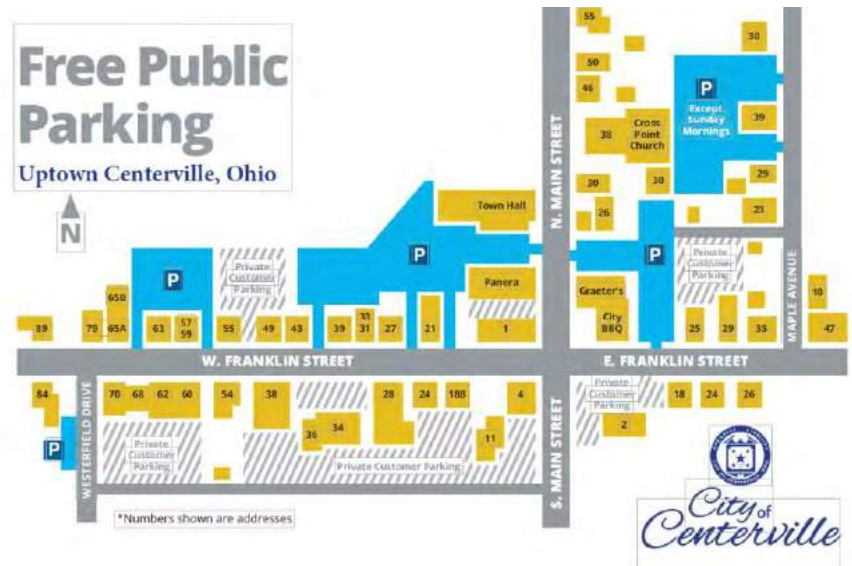 Free Public
Parking
Uptown Centerville, Ohio
N
55
50
46
38
Cross
Point
Church
30
26
30
P
Except
Sunday
Mornings
30
39
29
23
N. MAIN STREET
Town Hall
P
Panera
1
P
Graeter's
City
BBQ
Private
Customer
Parking
25
29
35
MAPLE AVENUE
10
47
P
Private
Customer
Parking
89
79
65B
65A
63
57
59
55
49
43
39
33
31
27
21
W. FRANKLIN STREET
E. FRANKLIN STREET
84
P
WESTERFIELD DRIVE
70
68
62
60
54
38
36
34
28
24
18B
4
11
Private
Customer
Parking
Private Customer Parking
S. MAIN STREET
Private
Customer
Parking
2
18
24
26
*Numbers shown are addresses
City of
Centerville